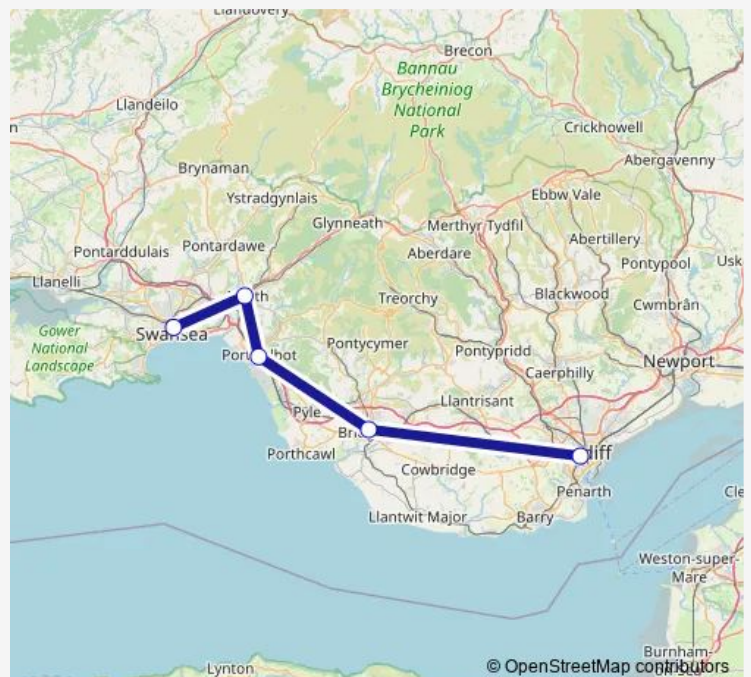 Llandovery
Brecon
Bannau
Brycheiniog
National
Park
Llandeilo
Crickhowell
Abergavenny
Brynaman
Ystradgynlais
Ebbw Vale
Glynneath
Merthyr Tydfil
Pontardawe
Abertillery
Pontarddulais
Aberdare
Pontypool
Usk
Llanelli
Treorchy
Blackwood
Cwmbrân
Gower
National
Landscape
Swansea
Pontycymer
Pontypridd
Newport
Caerphilly
Pyle
Llantrisant
Porthcawl
Cowbridge
Penarth
Llantwit Major
Barry
Weston-super-
Mare
Lynton
Burnham-
© OpenStreetMap contributors